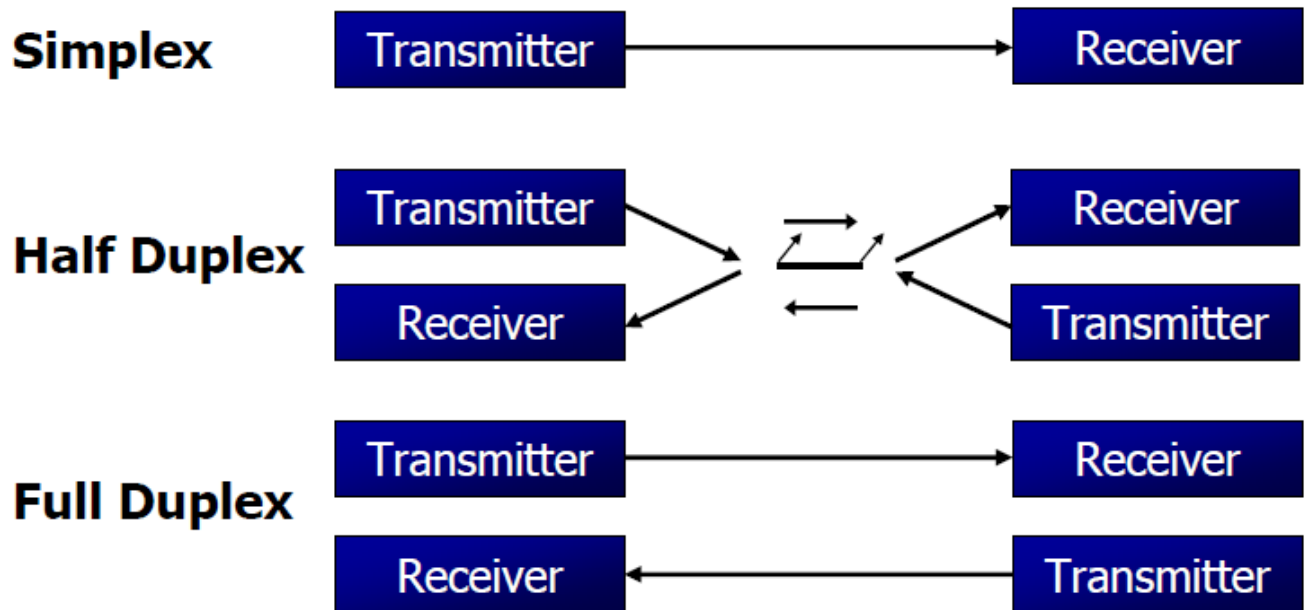 Simplex
Transmitter
Receiver
Half Duplex
Transmitter
Receiver
Receiver
Transmitter
Full Duplex
Transmitter
Receiver
Receiver
Transmitter